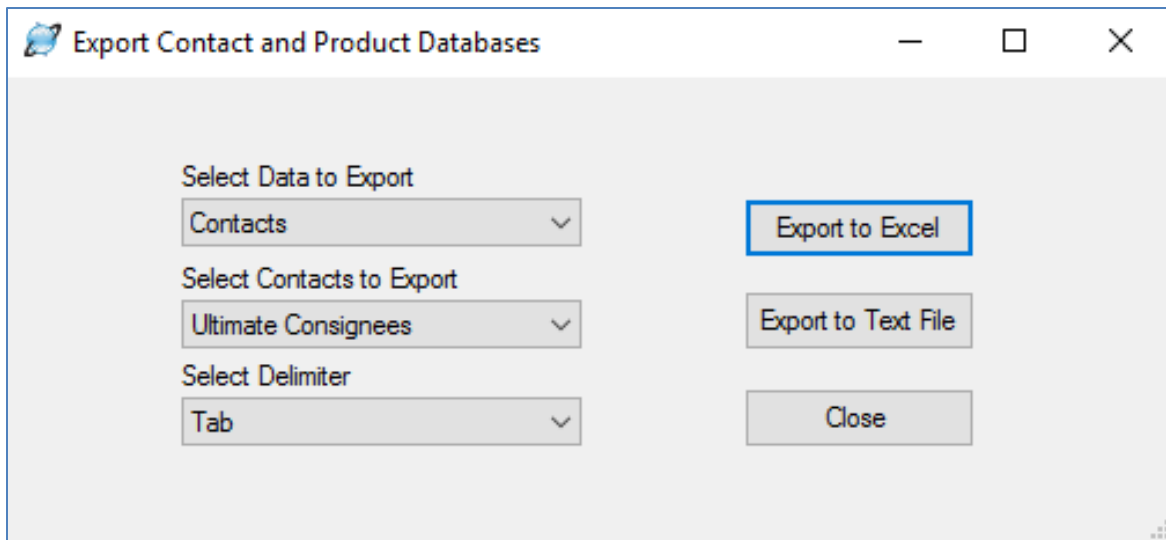 Export Contact and Product Databases
Select Data to Export
Contacts
Select Contacts to Export
Ultimate Consignees
Select Delimiter
Tab
Export to Excel
Export to Text File
Close